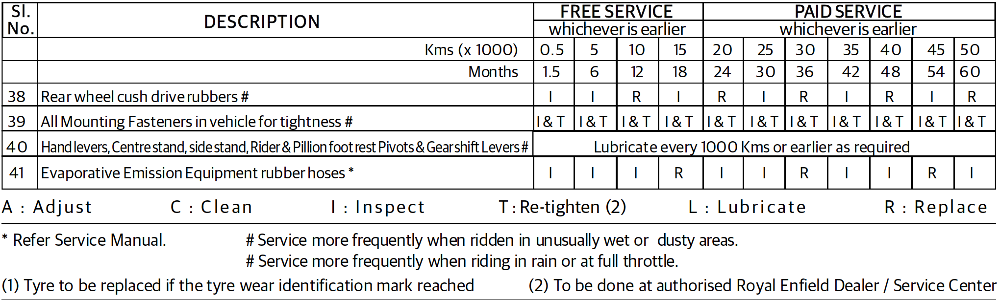 Sl. No. DESCRIPTION FREE SERVICE PAID SERVICE
whichever is earlier whichever is earlier
Kms (x 1000) 0.5 5 10 15 20 25 30 35 40 45 50
Months 1.5 6 12 18 24 30 36 42 48 54 60
38 Rear wheel cush drive rubbers # I I R I R I R I R I R
39 All Mounting Fasteners in vehicle for tightness # I & T I & T I & T I & T I & T I & T I & T I & T I & T I & T I & T
40 Hand levers, Centre stand, side stand, Rider & Pillion foot rest Pivots & Gear shift Levers # Lubricate every 1000 Kms or earlier as required
41 Evaporative Emission Equipment rubber hoses * I I I R I I R I I R I
A : Adjust C : Clean I : Inspect T : Re-tighten (2) L : Lubricate R : Replace
* Refer Service Manual. # Service more frequently when ridden in unusually wet or dusty areas.
# Service more frequently when riding in rain or at full throttle.
(1) Tyre to be replaced if the tyre wear identification mark reached (2) To be done at authorised Royal Enfield Dealer / Service Center